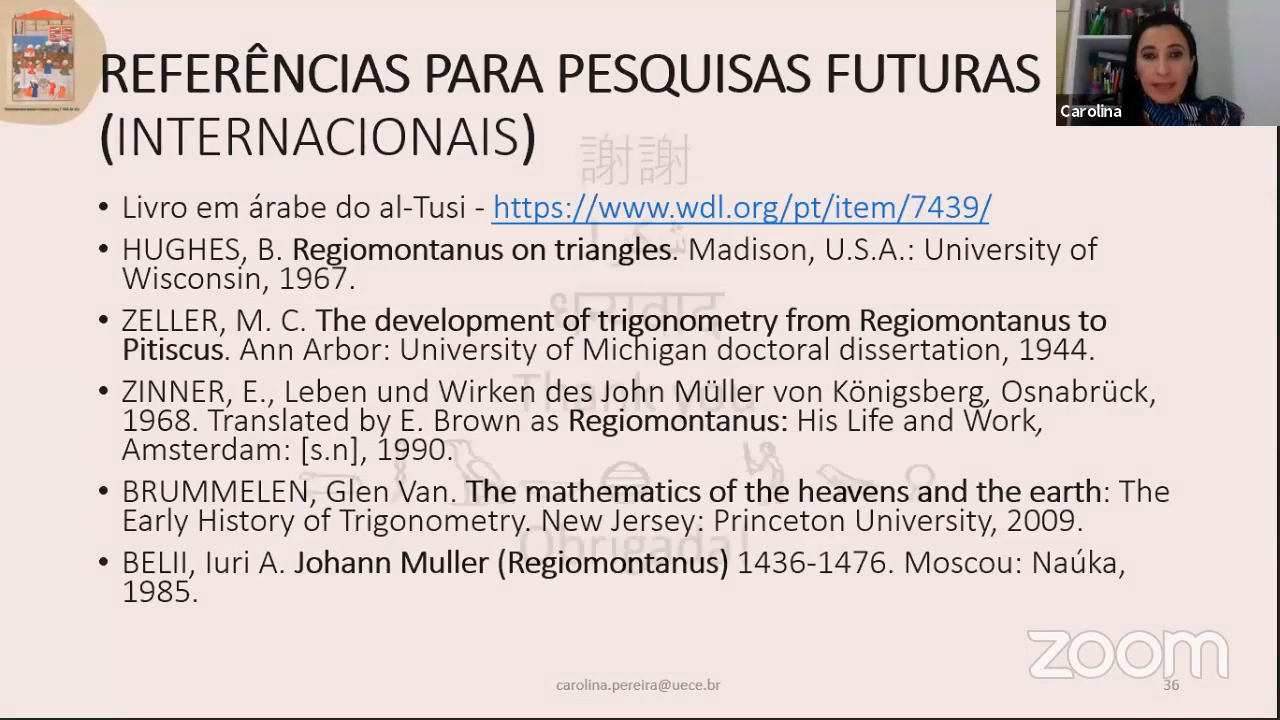 REFERÊNCIAS PARA PESQUISAS FUTURAS
(INTERNACIONAIS)
Carolina
• Livro em árabe do al-Tusi - https://www.wdl.org/pt/item/7439/
• HUGHES, B. Regiomontanus on triangles. Madison, U.S.A.: University of
Wisconsin, 1967.
• ZELLER, M. C. The development of trigonometry from Regiomontanus to
Pitiscus. Ann Arbor: University of Michigan doctoral dissertation, 1944.
• ZINNER, E., Leben und Wirken des John Müller von Königsberg, Osnabrück,
1968. Translated by E. Brown as Regiomontanus: His Life and Work,
Amsterdam: [s.n], 1990.
• BRUMMELEN, Glen Van. The mathematics of the heavens and the earth: The
Early History of Trigonometry. New Jersey: Princeton University, 2009.
• BELII, Iuri A. Johann Muller (Regiomontanus) 1436-1476. Moscou: Naúka,
1985.
謝謝
شكرا
धन्यवाद
Thank you
Obrigada!
zoom
carolina.pereira@uece.br
36